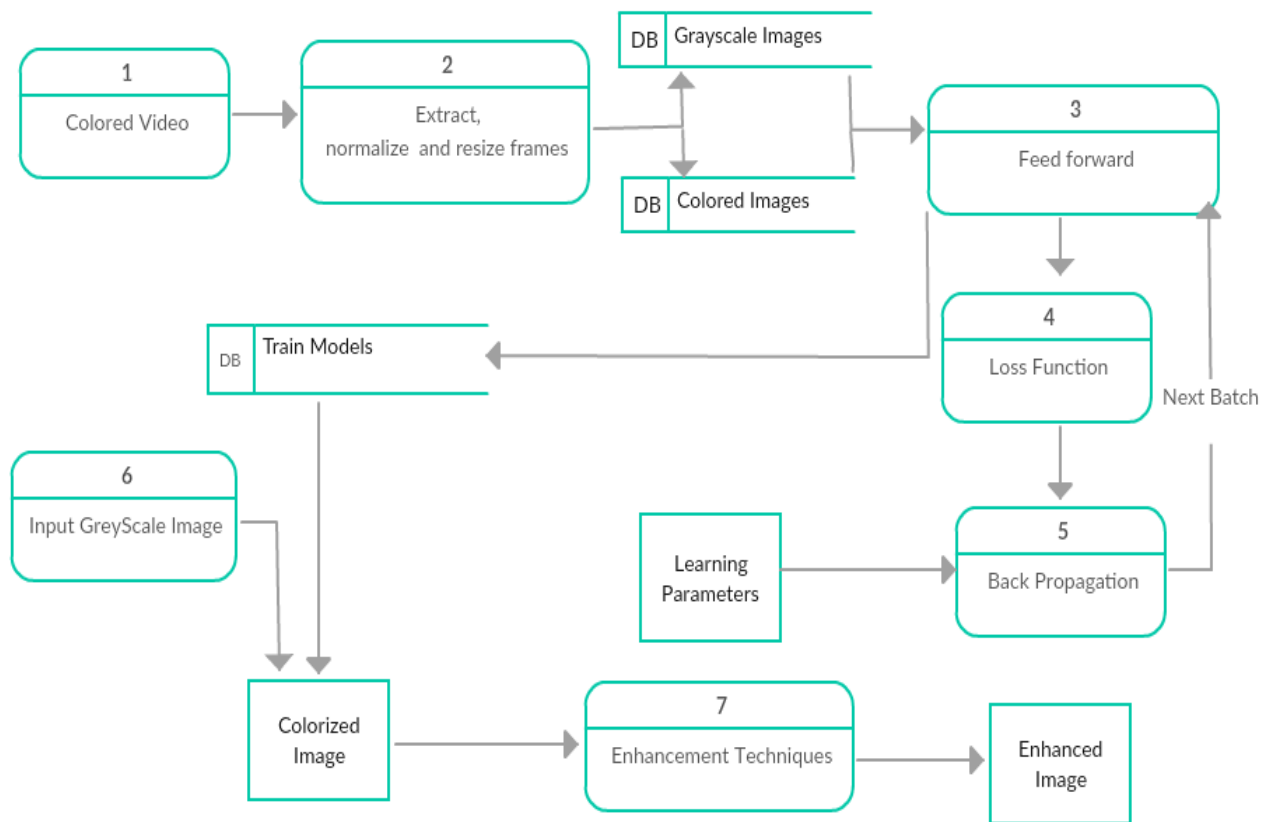 1
Colored Video
2
Extract,
normalize and resize frames
DB
Grayscale Images
DB
Colored Images
3
Feed forward
4
Loss Function
Next Batch
DB
Train Models
6
Input GreyScale Image
Learning
Parameters
5
Back Propagation
Colorized
Image
7
Enhancement Techniques
Enhanced
Image